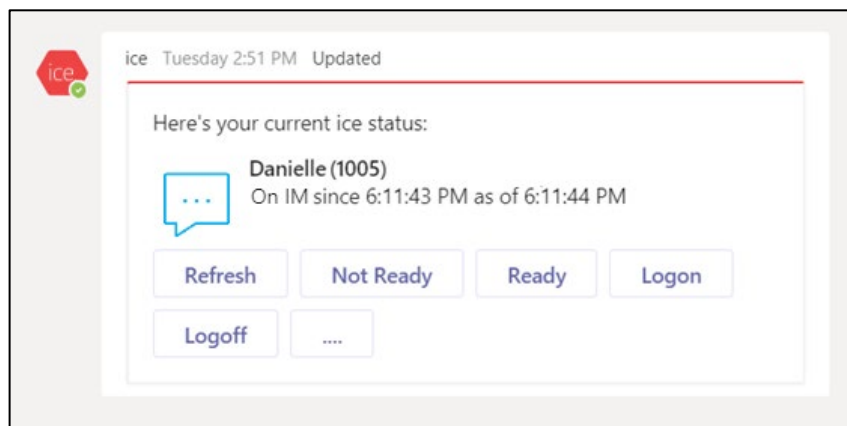 ice
ice Tuesday 2:51 PM Updated
Here's your current ice status:
Danielle (1005)
On IM since 6:11:43 PM as of 6:11:44 PM
Refresh Not Ready Ready Logon
Logoff ....